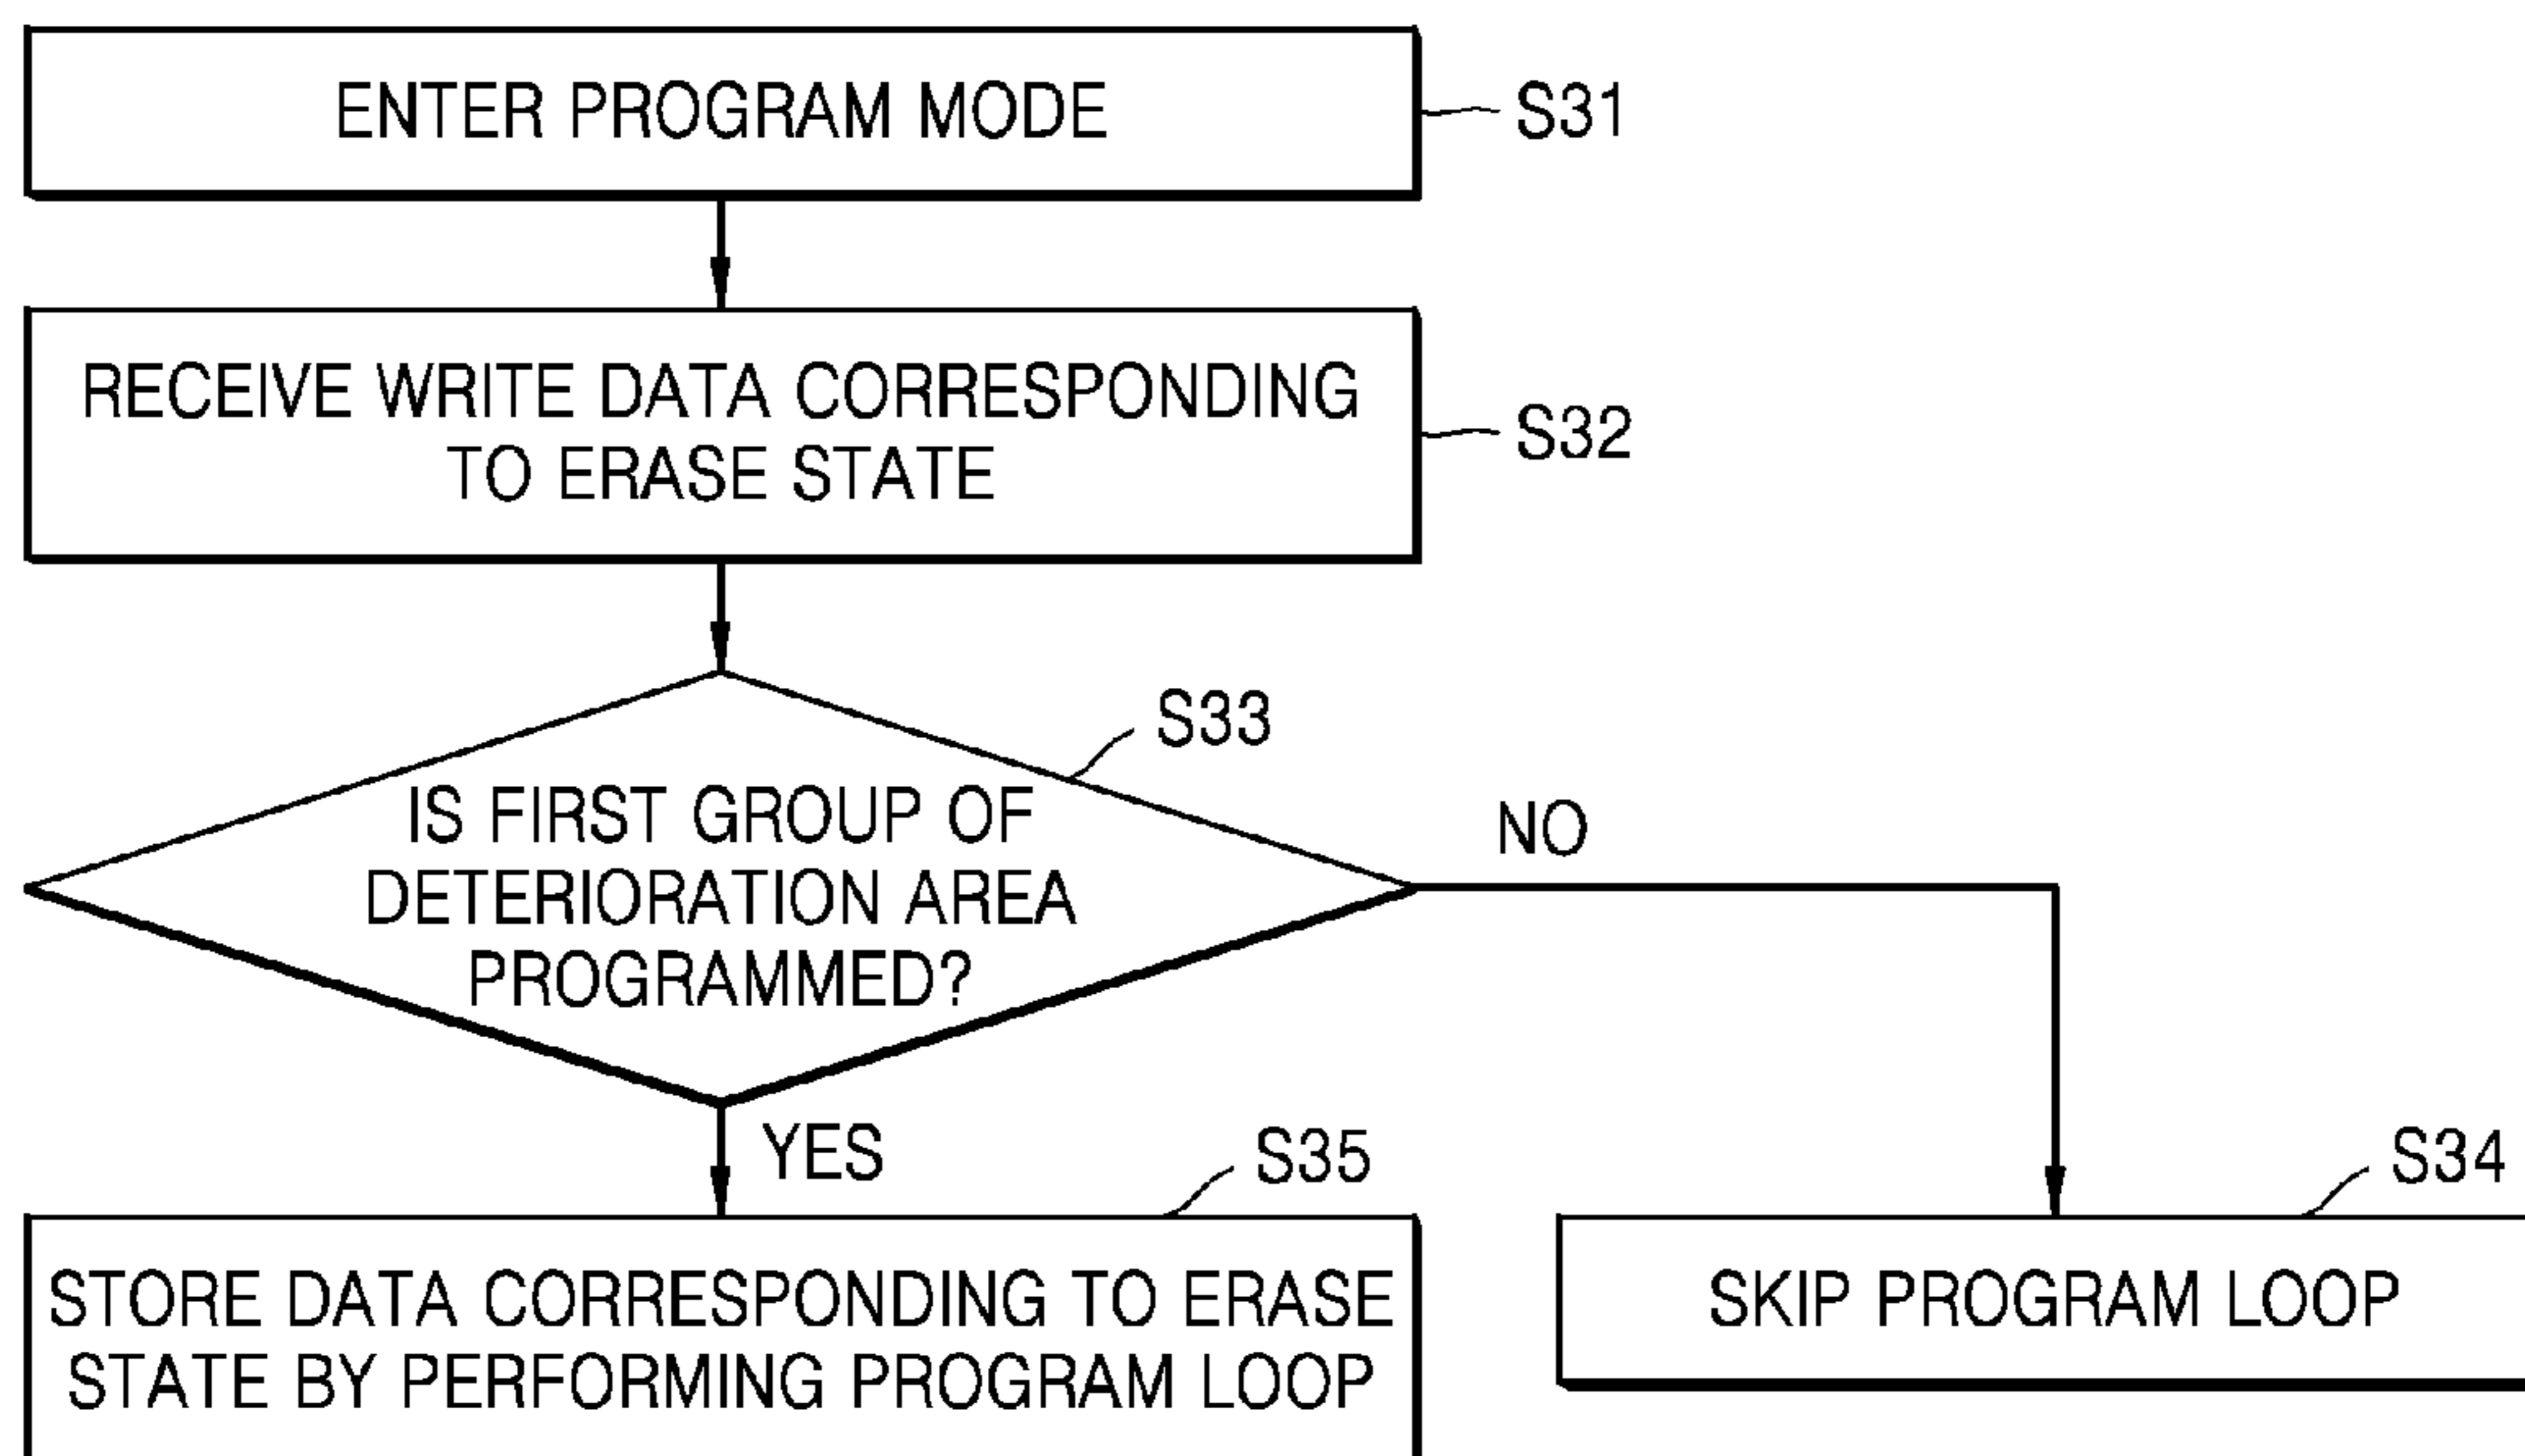 ENTER PROGRAM MODE
S31
RECEIVE WRITE DATA CORRESPONDING
TO ERASE STATE
S32
S33
IS FIRST GROUP OF
DETERIORATION AREA
PROGRAMMED?
NO
YES
S35
S34
STORE DATA CORRESPONDING TO ERASE
STATE BY PERFORMING PROGRAM LOOP
SKIP PROGRAM LOOP